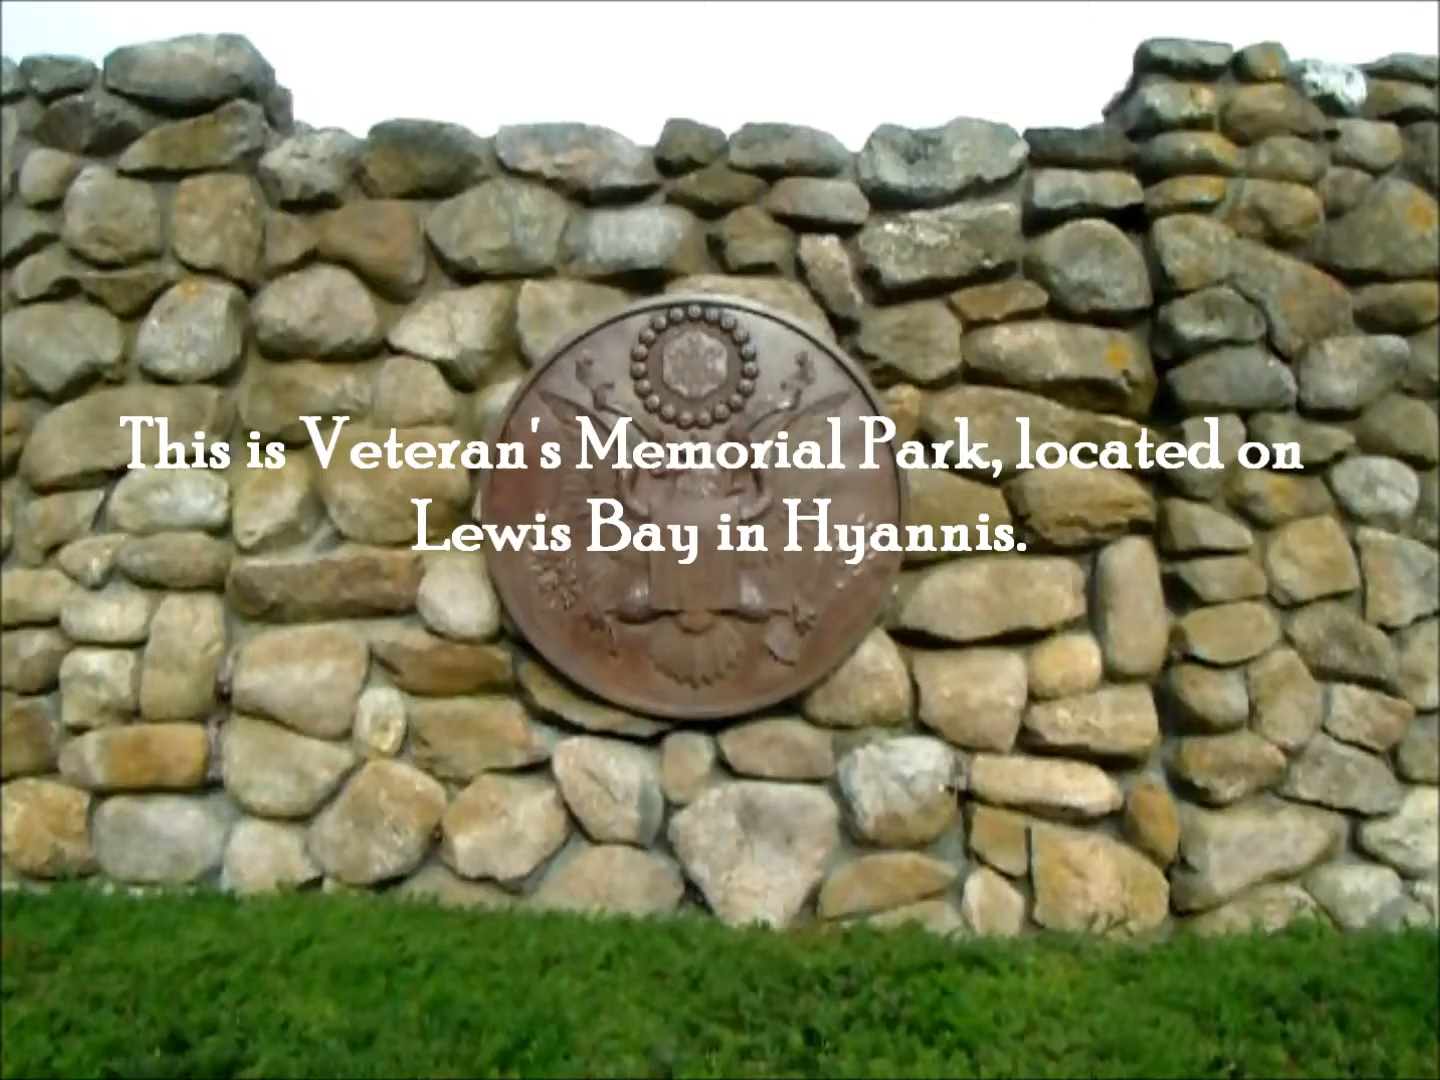 This is Veteran's Memorial Park, located on
Lewis Bay in Hyannis.